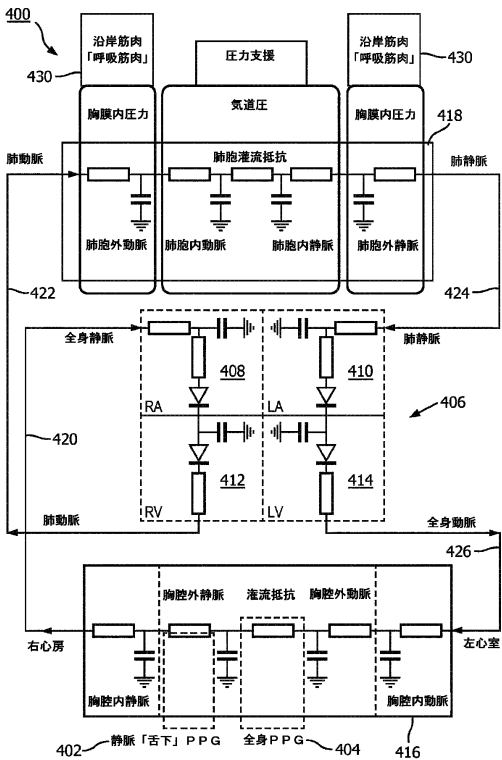 400
沿岸筋肉
「呼吸筋肉」
430
圧力支援
沿岸筋肉
「呼吸筋肉」
430
胸膜内圧力
気道圧
胸膜内圧力
418
肺動脈
肺胞灌流抵抗
肺静脈
肺胞外動脈
肺胞内動脈
肺胞内静脈
肺胞外静脈
422
424
全身静脈
肺静脈
408
410
RA
LA
406
420
412
414
RV
LV
肺動脈
全身動脈
426
胸腔外静脈
灌流抵抗
胸腔外動脈
右心房
左心室
胸腔内静脈
胸腔内動脈
402
静脈「舌下」PPG
全身PPG
404
416